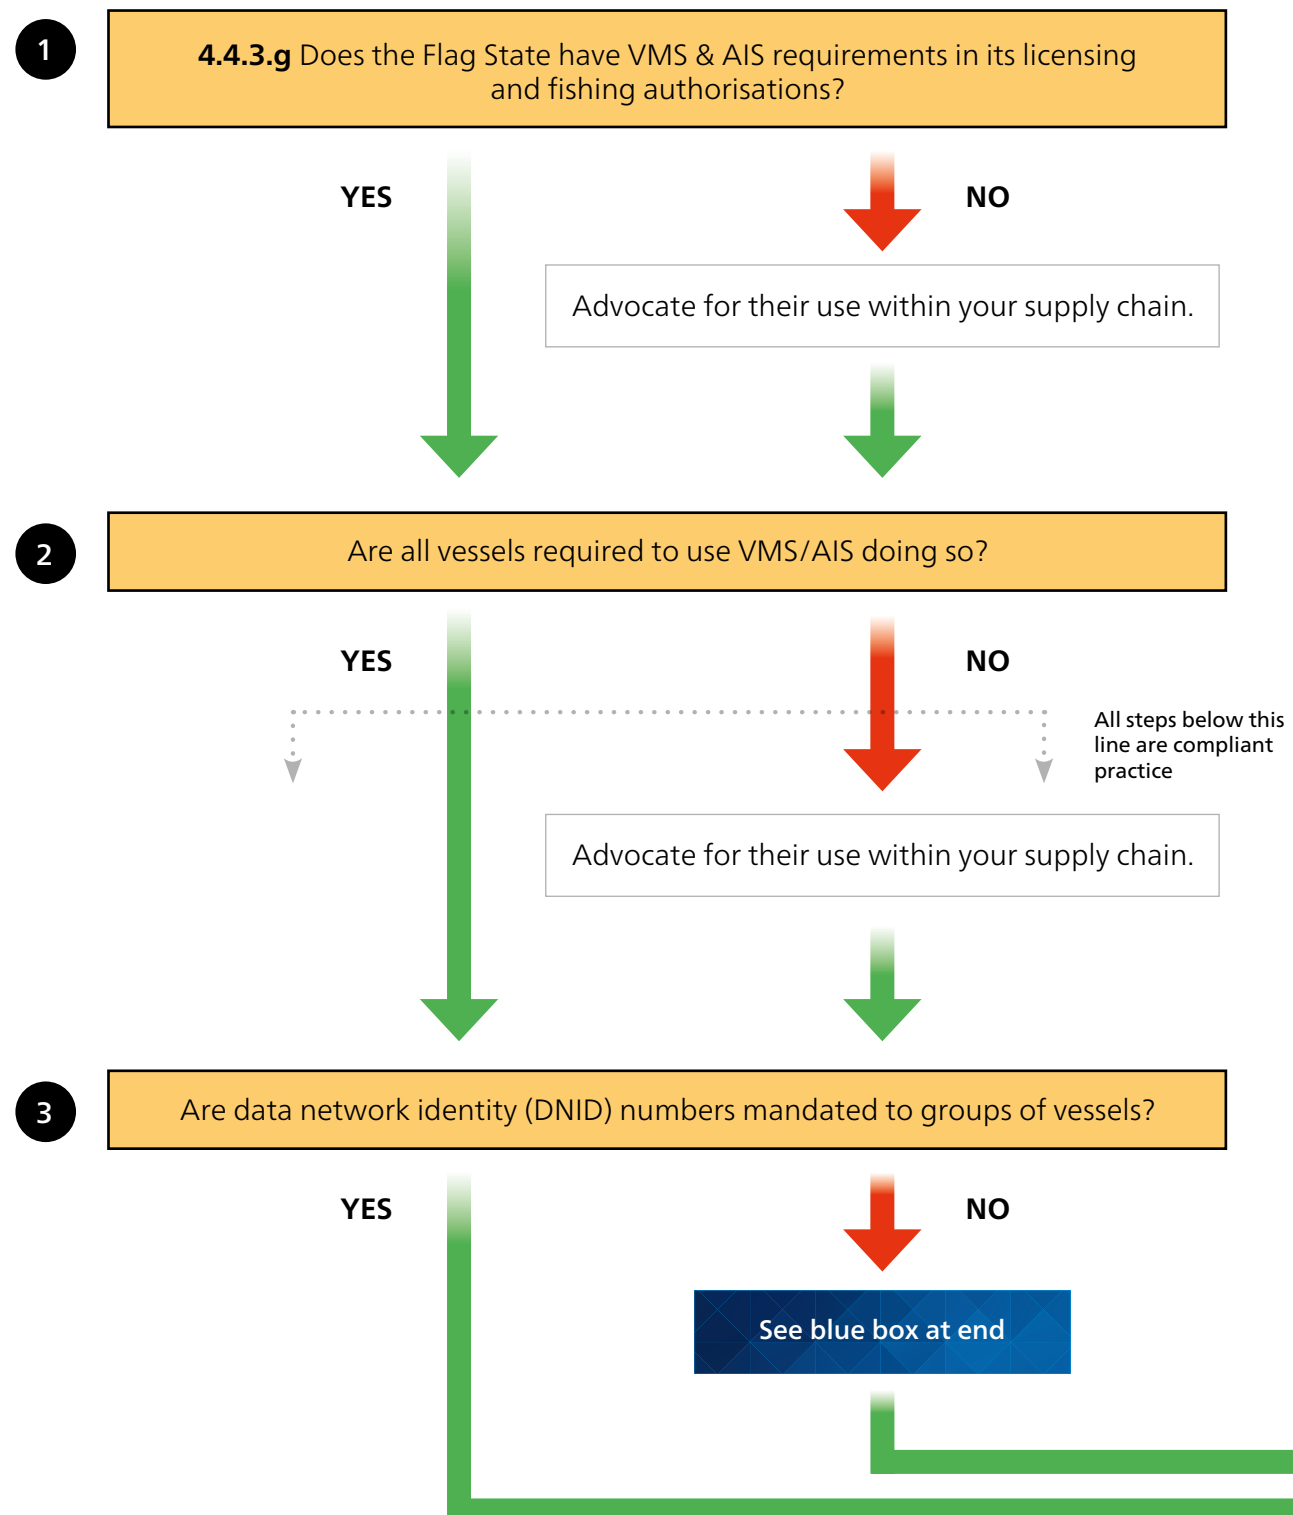 1
4.4.3.g Does the Flag State have VMS & AIS requirements in its licensing
and fishing authorisations?
YES
NO
Advocate for their use within your supply chain.
2
Are all vessels required to use VMS/AIS doing so?
YES
NO
All steps below this
line are compliant
practice
Advocate for their use within your supply chain.
3
Are data network identity (DNID) numbers mandated to groups of vessels?
YES
NO
See blue box at end